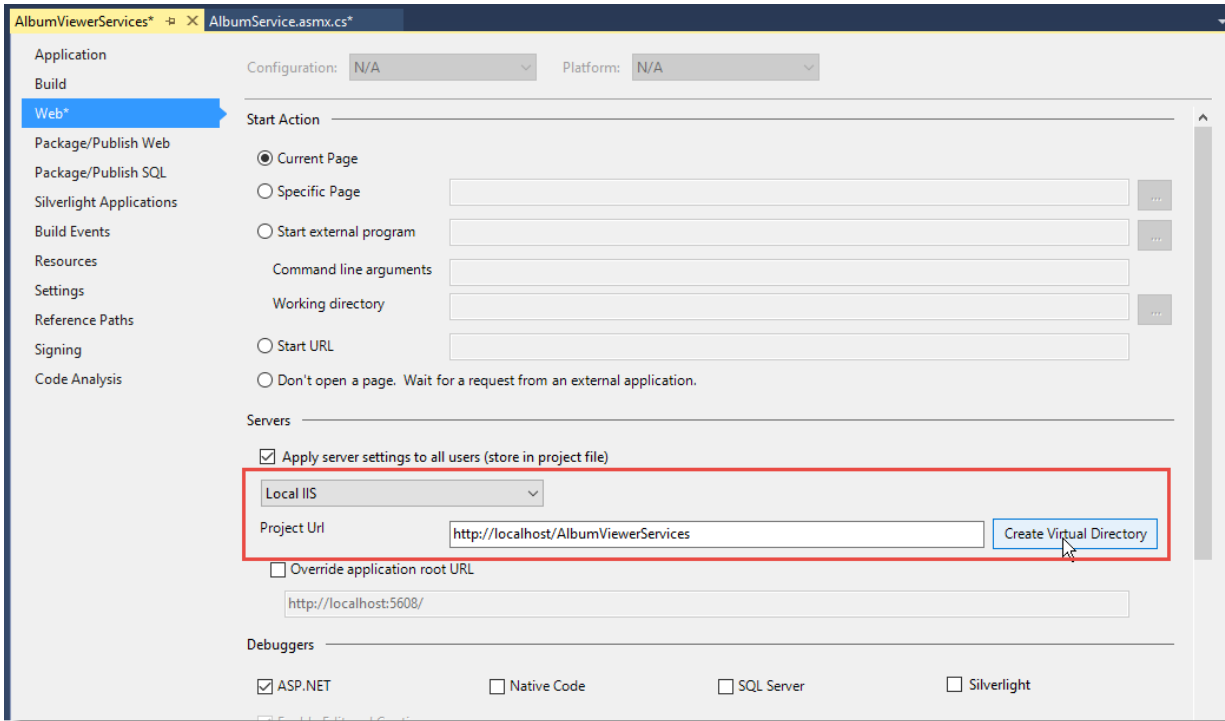 AlbumViewerServices* AlbumService.asmx.cs*
Application
Build
Web*
Package/Publish Web
Package/Publish SQL
Silverlight Applications
Build Events
Resources
Settings
Reference Paths
Signing
Code Analysis
Configuration: N/A Platform: N/A
Start Action
Current Page
Specific Page ...
Start external program ...
Command line arguments
Working directory ...
Start URL
Don't open a page. Wait for a request from an external application.
Servers
Apply server settings to all users (store in project file)
Local IIS
Project Url http://localhost/AlbumViewerServices Create Virtual Directory
Override application root URL
http://localhost:5608/
Debuggers
ASP.NET Native Code SQL Server Silverlight